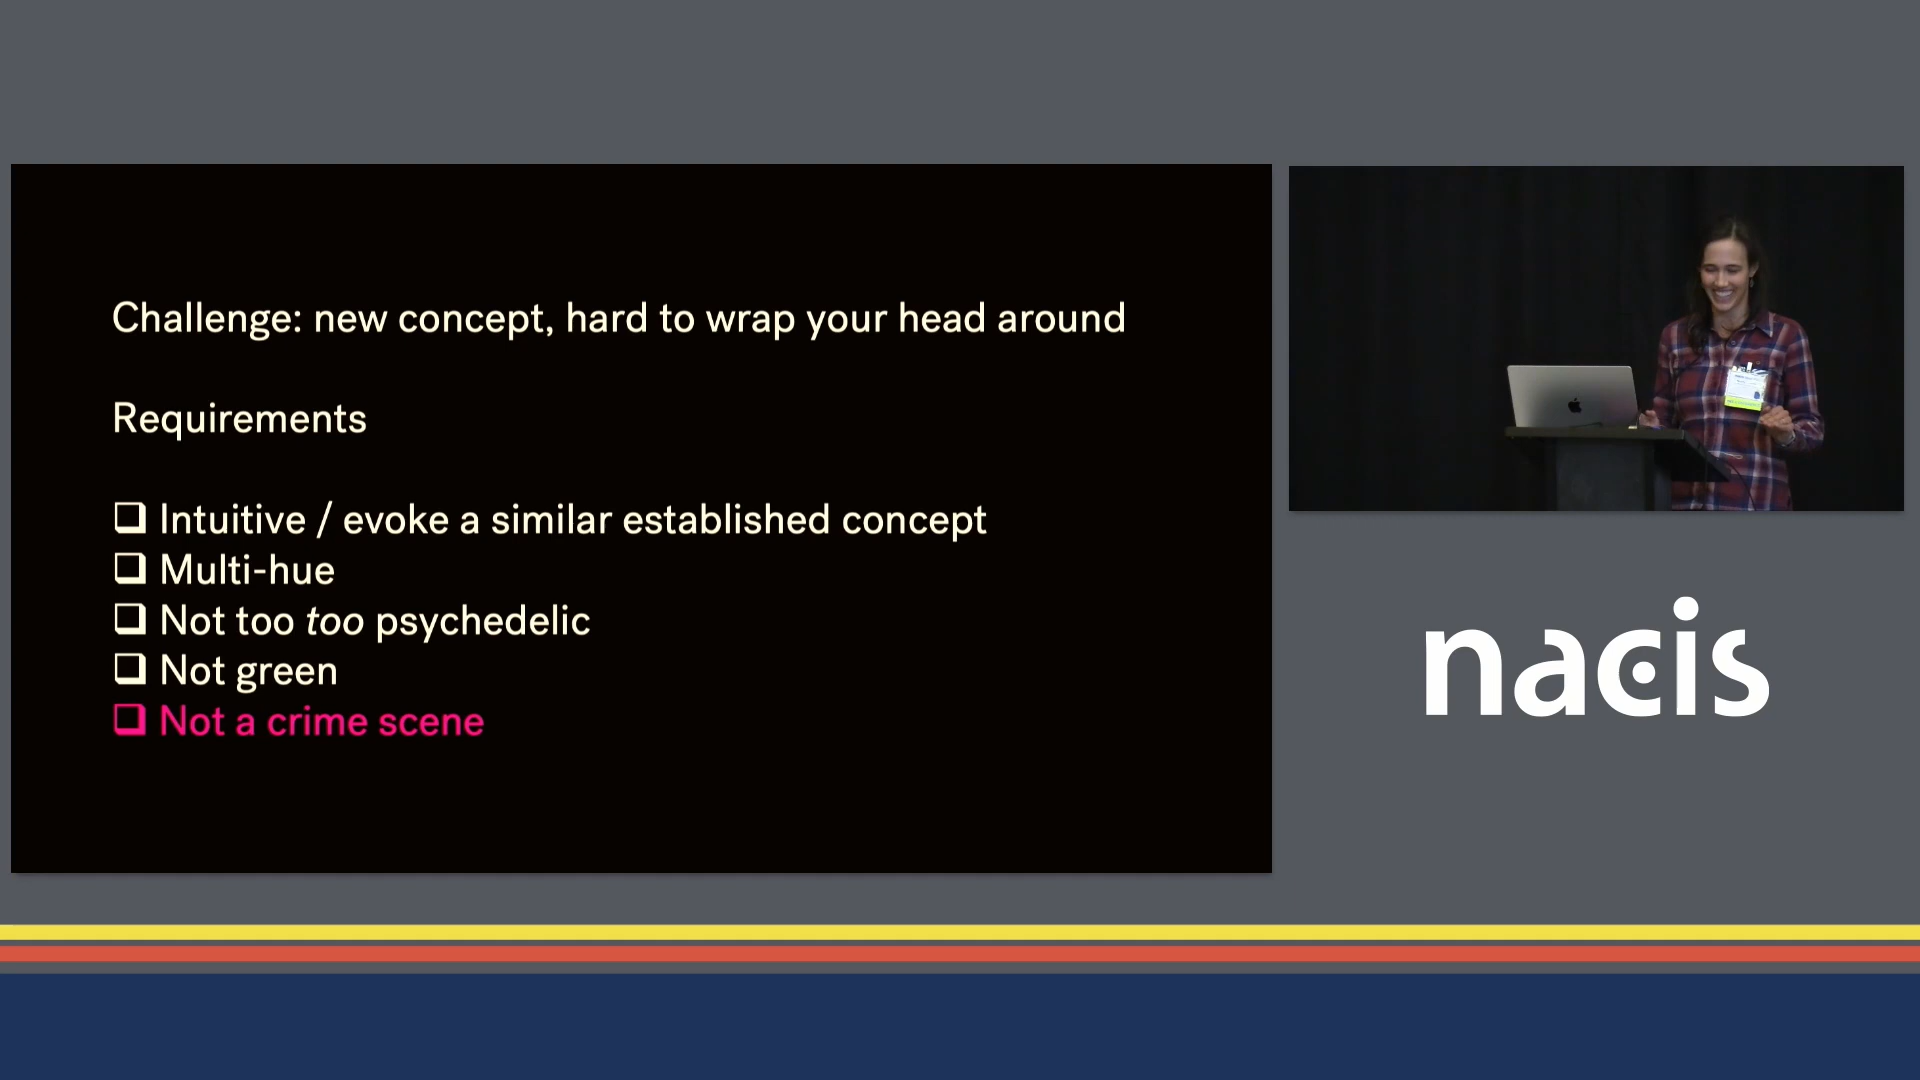 Challenge: new concept, hard to wrap your head around
Requirements
❑ Intuitive / evoke a similar established concept
❑ Multi-hue
❑ Not too too psychedelic
❑ Not green
❑ Not a crime scene
nacis